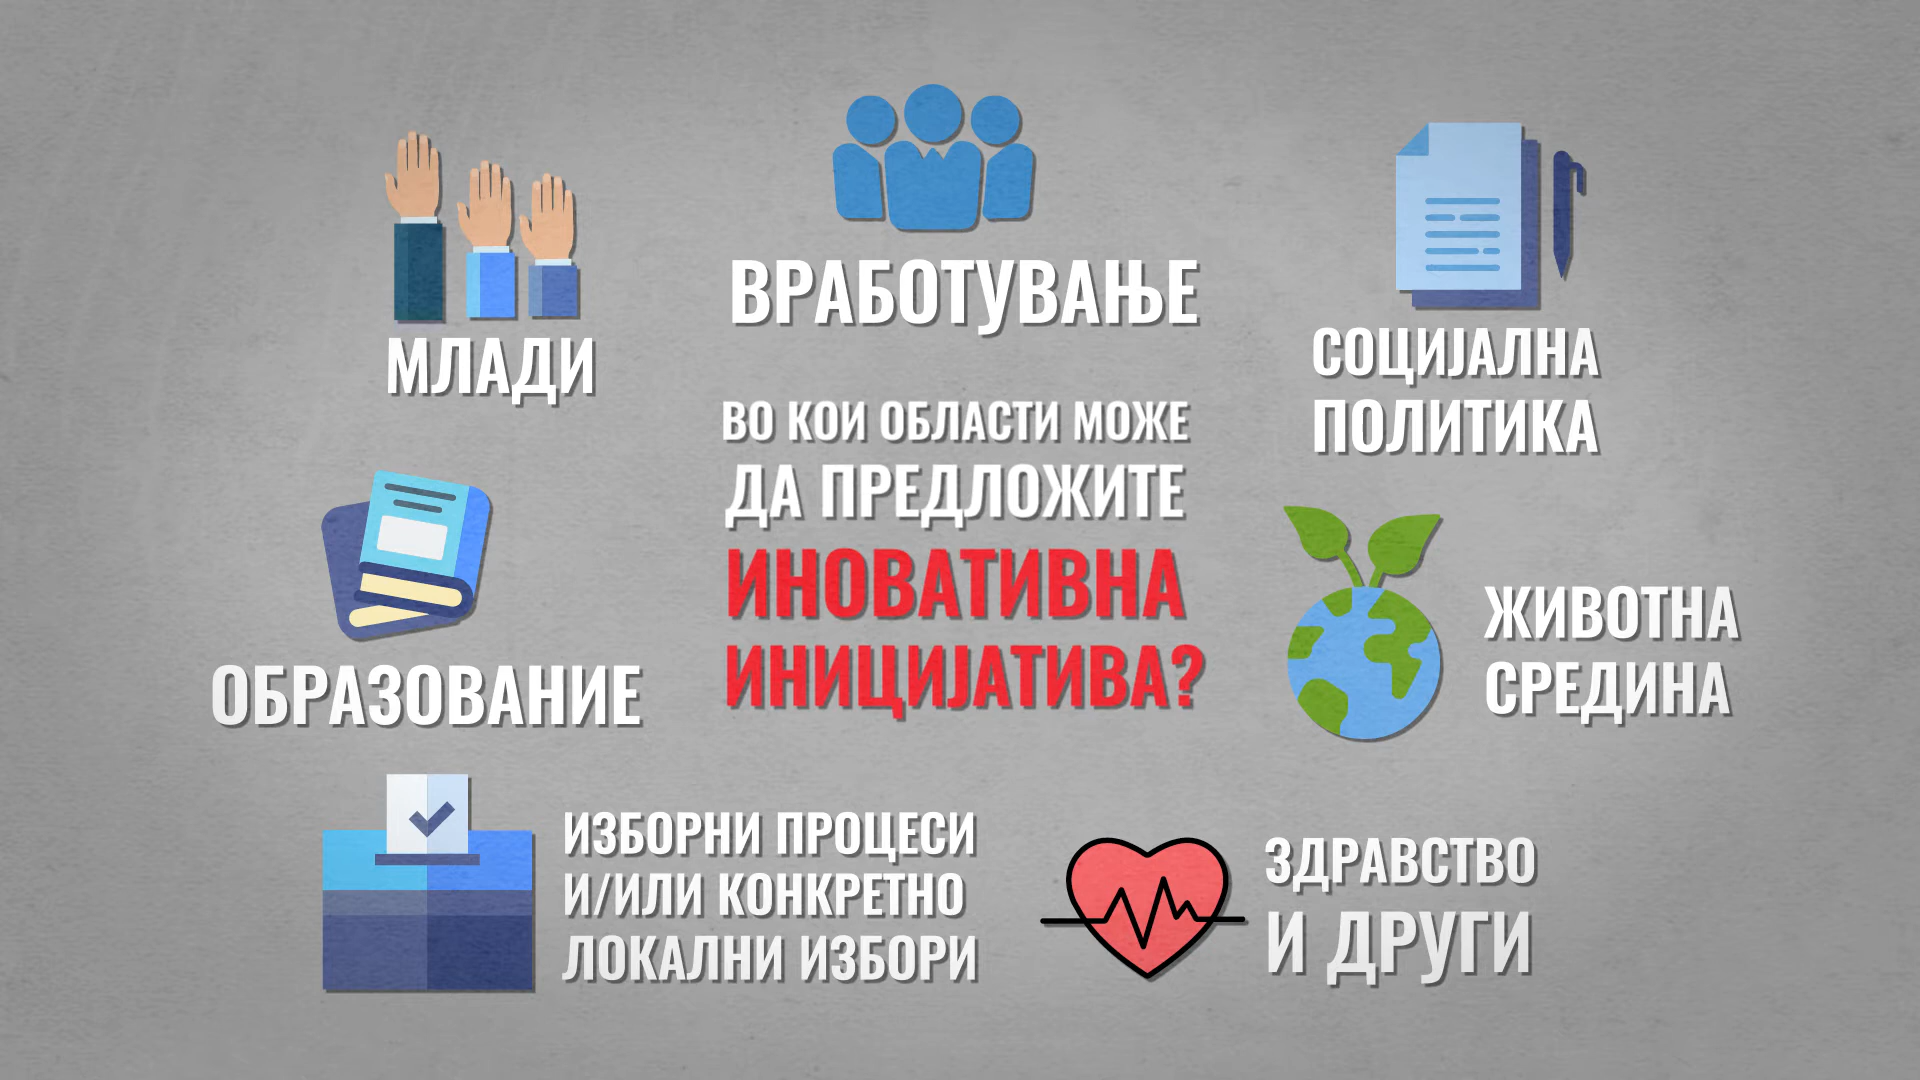 ВРАБОТУВАЊЕ
МЛАДИ
СОЦИЈАЛНА
ПОЛИТИКА
ВО КОИ ОБЛАСТИ МОЖЕ
ДА ПРЕДЛОЖИТЕ
ИНОВАТИВНА
ИНИЦИЈАТИВА?
ОБРАЗОВАНИЕ
ЖИВОТНА
СРЕДИНА
ИЗБОРНИ ПРОЦЕСИ
И/ИЛИ КОНКРЕТНО
ЛОКАЛНИ ИЗБОРИ
ЗДРАВСТВО
И ДРУГИ